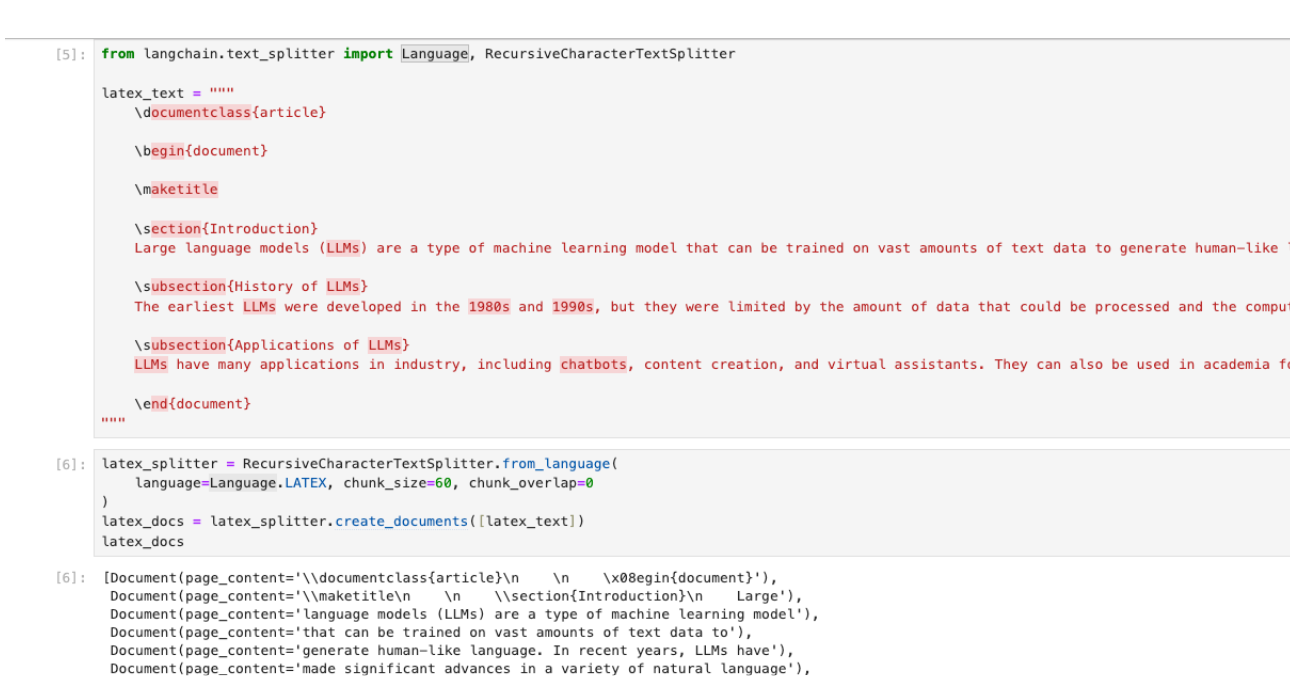 [5]: from langchain.text_splitter import Language, RecursiveCharacterTextSplitter
latex_text = """
    \documentclass{article}
    \begin{document}
    \maketitle
    \section{Introduction}
    Large language models (LLMs) are a type of machine learning model that can be trained on vast amounts of text data to generate human-like
    \subsection{History of LLMs}
    The earliest LLMs were developed in the 1980s and 1990s, but they were limited by the amount of data that could be processed and the
    \subsection{Applications of LLMs}
    LLMs have many applications in industry, including chatbots, content creation, and virtual assistants. They can also be used in academia
    \end{document}
"""
[6]: latex_splitter = RecursiveCharacterTextSplitter.from_language(
    language=Language.LATEX, chunk_size=60, chunk_overlap=0
)
latex_docs = latex_splitter.create_documents([latex_text])
latex_docs
[6]: [Document(page_content='\\documentclass{article}\n    \n    \x08egin{document}'),
 Document(page_content='\\maketitle\n    \n    \\section{Introduction}\n    Large'),
 Document(page_content='language models (LLMs) are a type of machine learning model'),
 Document(page_content='that can be trained on vast amounts of text data to'),
 Document(page_content='generate human-like language. In recent years, LLMs have'),
 Document(page_content='made significant advances in a variety of natural language'),